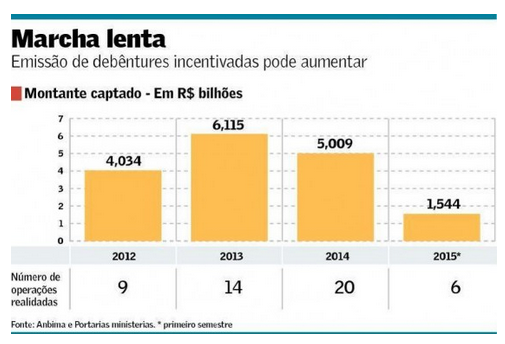 Marcha lenta
Emissão de debêntures incentivadas pode aumentar
Montante captado - Em R$ bilhões
7
6
5
4
3
2
1
0
4,034
6,115
5,009
1,544
2012 2013 2014 2015*
Número de
operações
realidadas
9 14 20 6
Fonte: Anbima e Portarias ministerias. * primeiro semestre